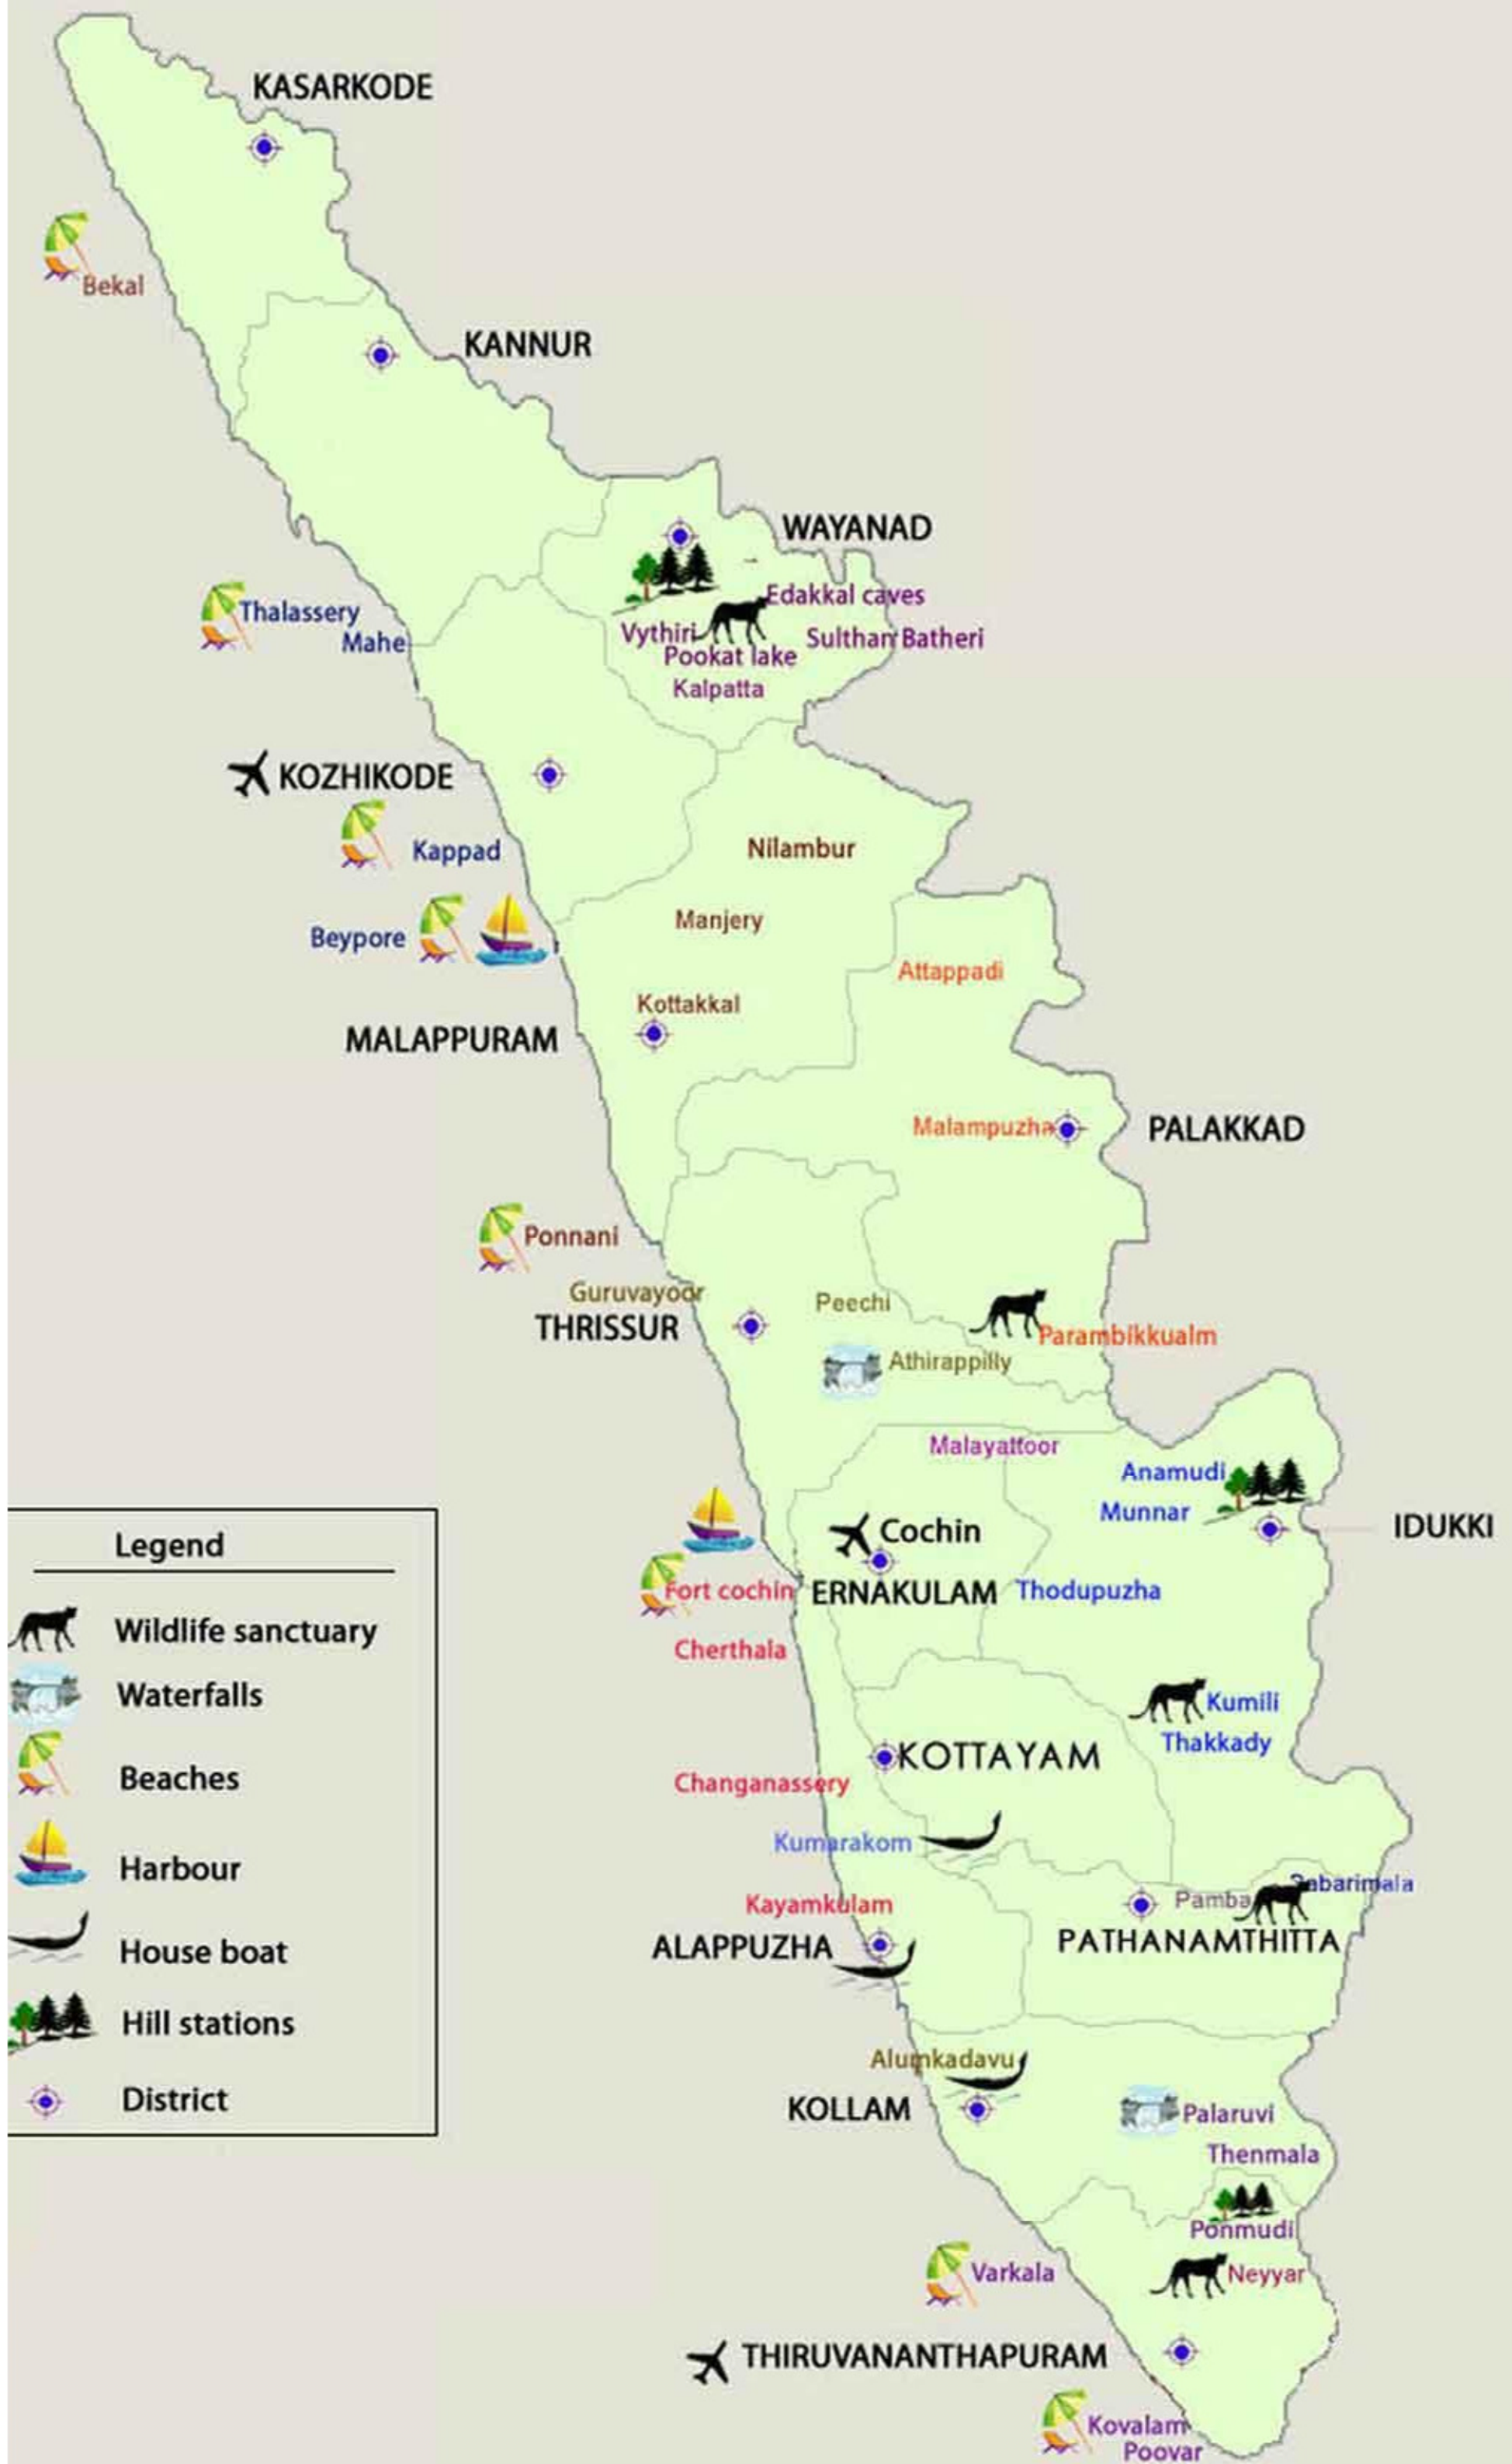 KASARKODE
Bekal
KANNUR
WAYANAD
Edakkal caves
Thalassery
Vythiri
Sulthan Batheri
Mahe
Pookat lake
Kalpatta
KOZHIKODE
Nilambur
Kappad
Manjery
Beypore
Attappadi
Kottakkal
MALAPPURAM
Malampuzha
PALAKKAD
Ponnani
Guruvayoor
Peechi
THRISSUR
Parambikkualm
Athirappilly
Malayattoor
Anamudi
Munnar
IDUKKI
Cochin
Fort cochin
ERNAKULAM
Thodupuzha
Cherthala
Kumili
Thakkady
KOTTAYAM
Changanassery
Kumarakom
Sabarimala
Pamba
Kayamkulam
PATHANAMTHITTA
ALAPPUZHA
Alumkadavu
KOLLAM
Palaruvi
Thenmala
Ponmudi
Varkala
Neyyar
THIRUVANANTHAPURAM
Kovalam
Poovar
Legend
Wildlife sanctuary
Waterfalls
Beaches
Harbour
House boat
Hill stations
District